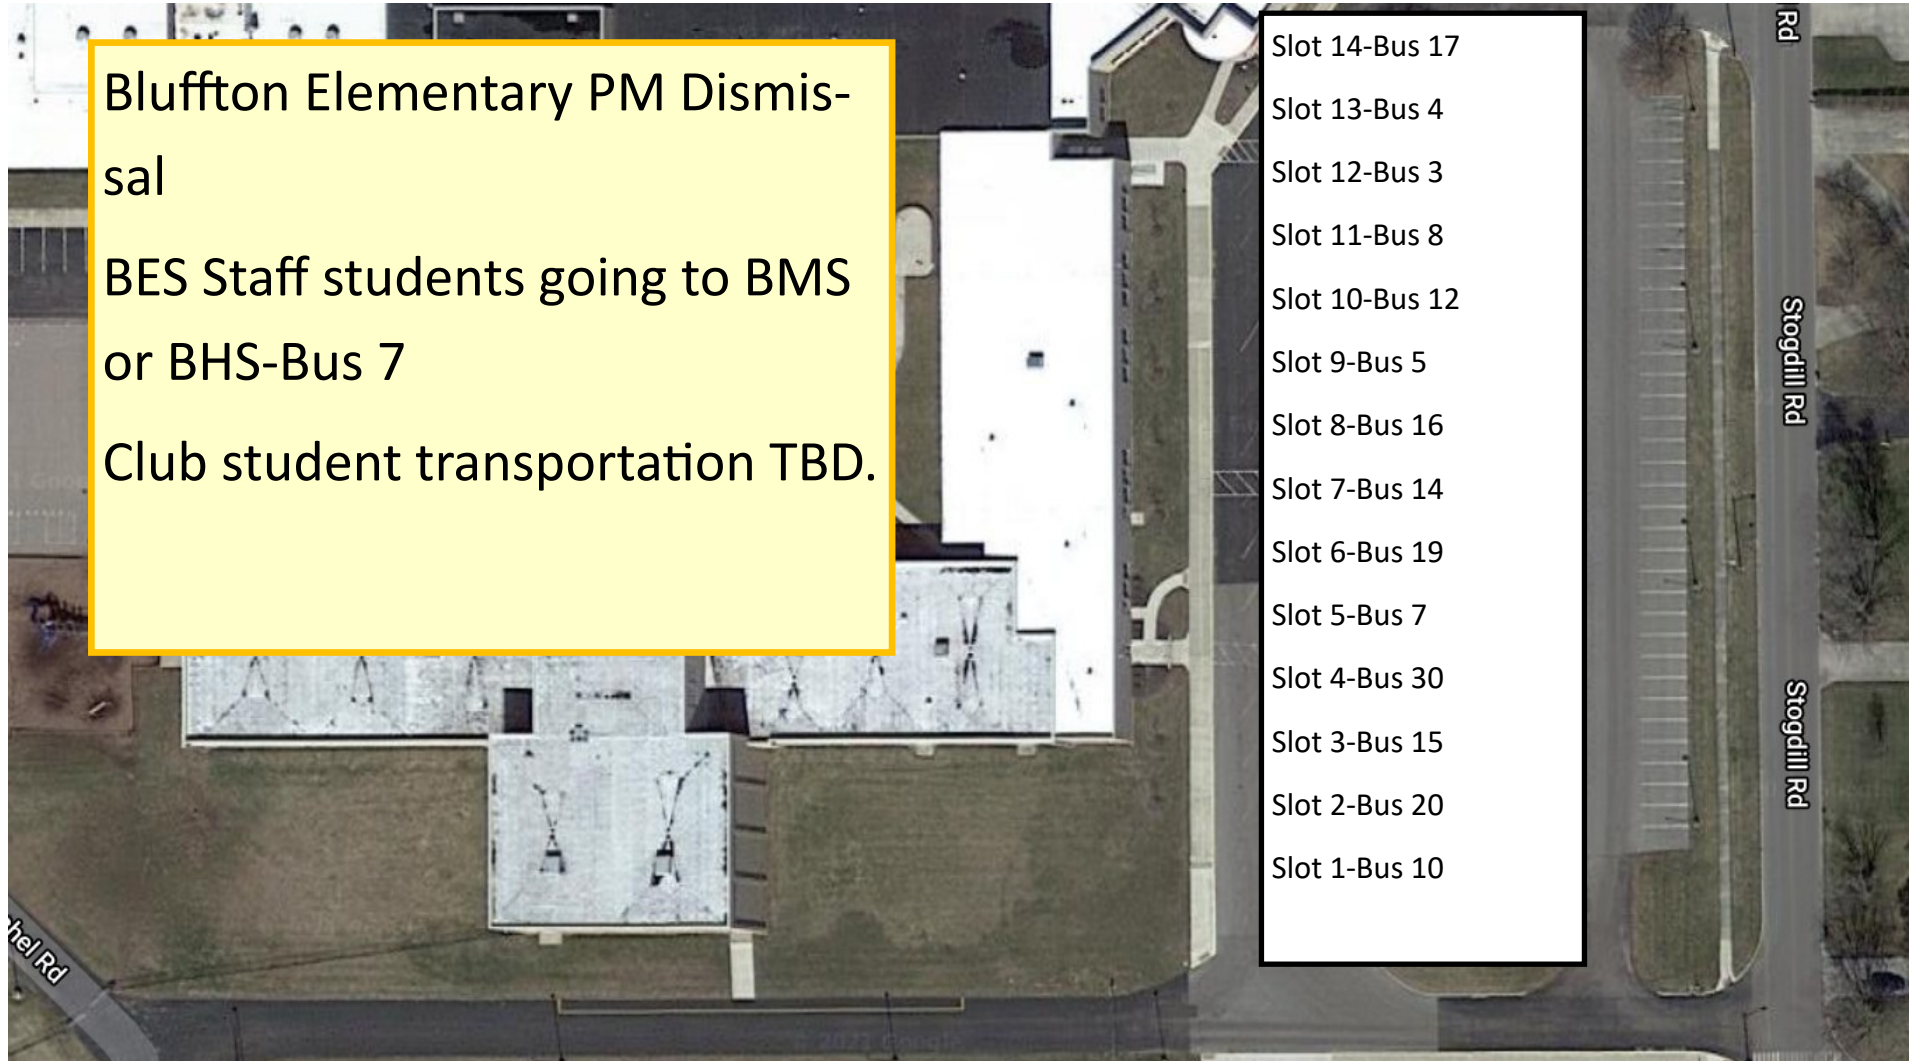 Bluffton Elementary PM Dismis-
sal
BES Staff students going to BMS
or BHS-Bus 7
Club student transportation TBD.
Slot 14-Bus 17
Slot 13-Bus 4
Slot 12-Bus 3
Slot 11-Bus 8
Slot 10-Bus 12
Slot 9-Bus 5
Slot 8-Bus 16
Slot 7-Bus 14
Slot 6-Bus 19
Slot 5-Bus 7
Slot 4-Bus 30
Slot 3-Bus 15
Slot 2-Bus 20
Slot 1-Bus 10
Rd
Stogdill Rd
Stogdill Rd
Rd